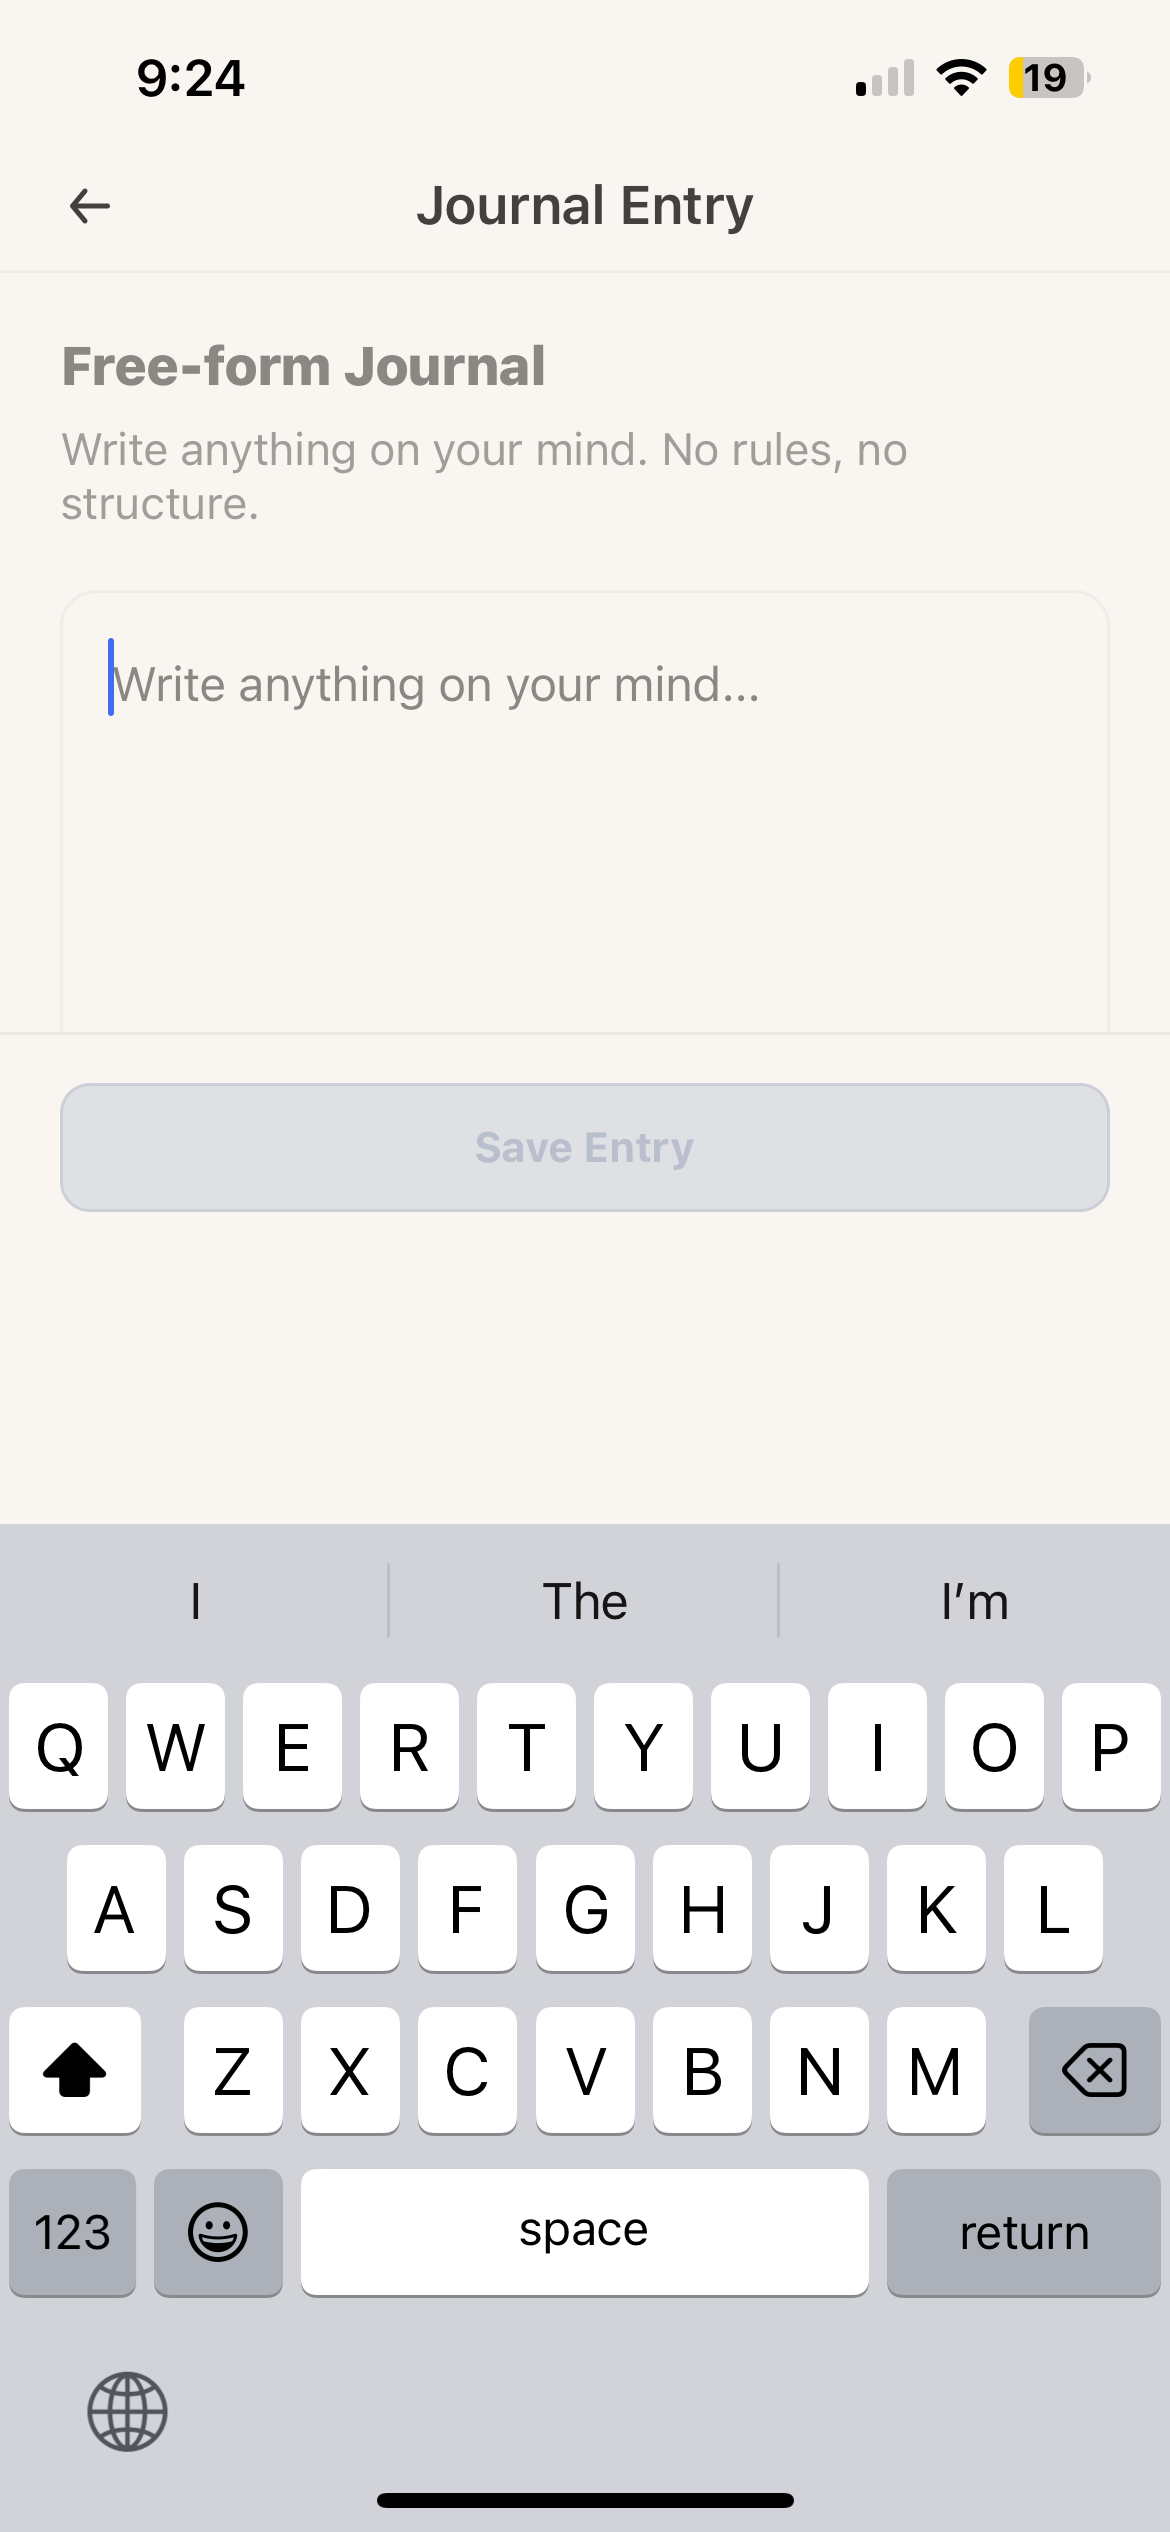 9:24
19
Journal Entry
Free-form Journal
Write anything on your mind. No rules, no
structure.
Write anything on your mind...
Save Entry
I The I’m
Q W E R T Y U I O P
A S D F G H J K L
Z X C V B N M
123 space return